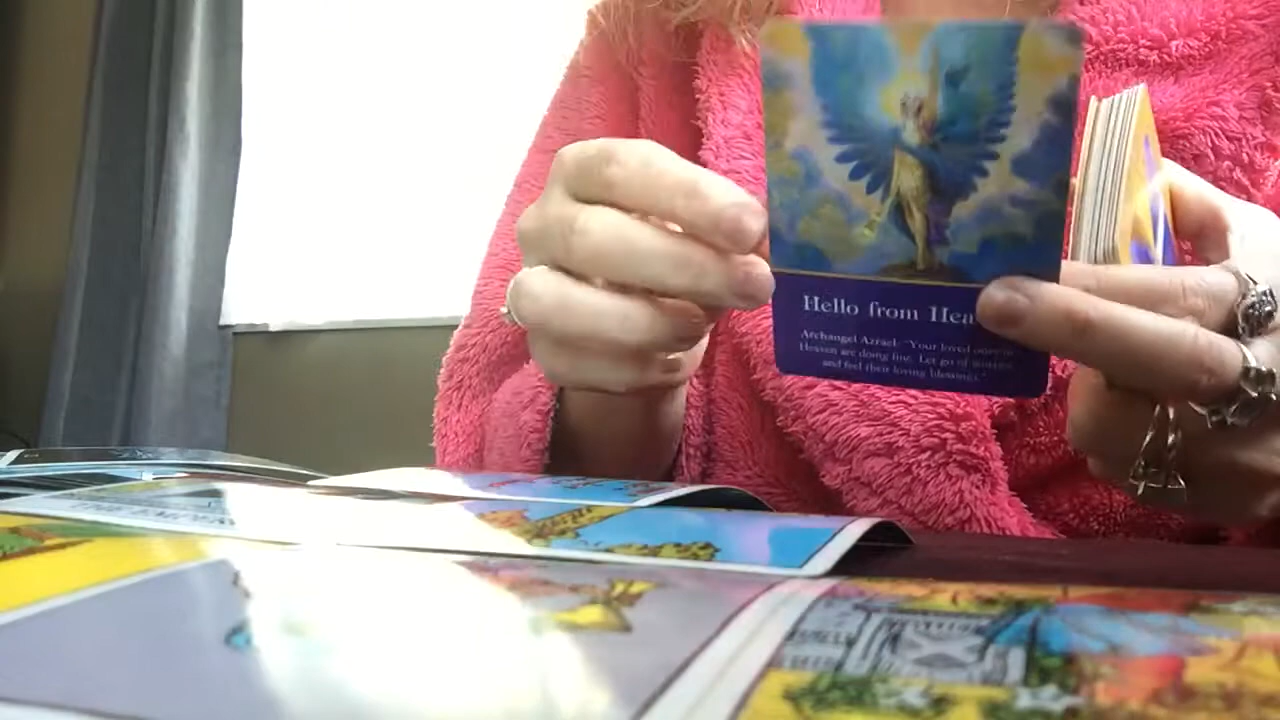 Hello from Hea
Archangel Azrael: "Your loved ones in
Heaven are doing fine. Let go of worries
and feel their loving blessings."